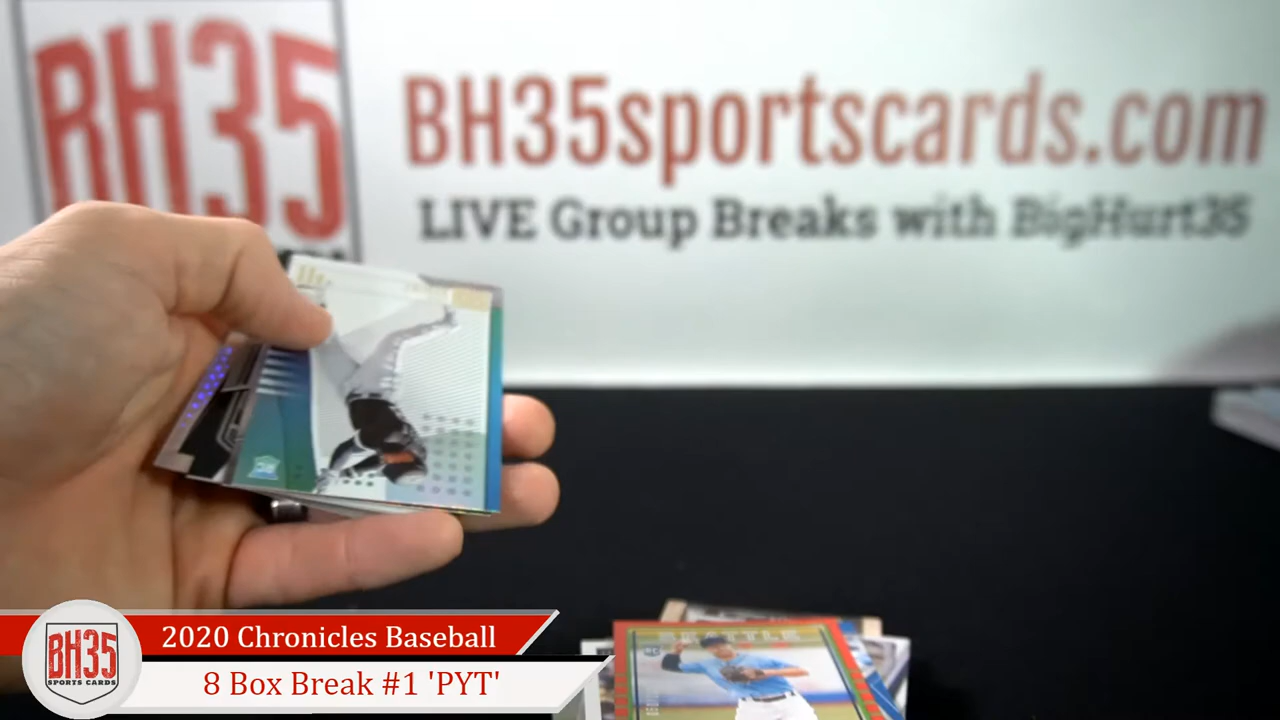 BH35
BH35sportscards.com
LIVE Group Breaks with BigHurt35
SEATTLE
RC
2020 Chronicles Baseball
8 Box Break #1 'PYT'
BH35
SPORTS CARDS